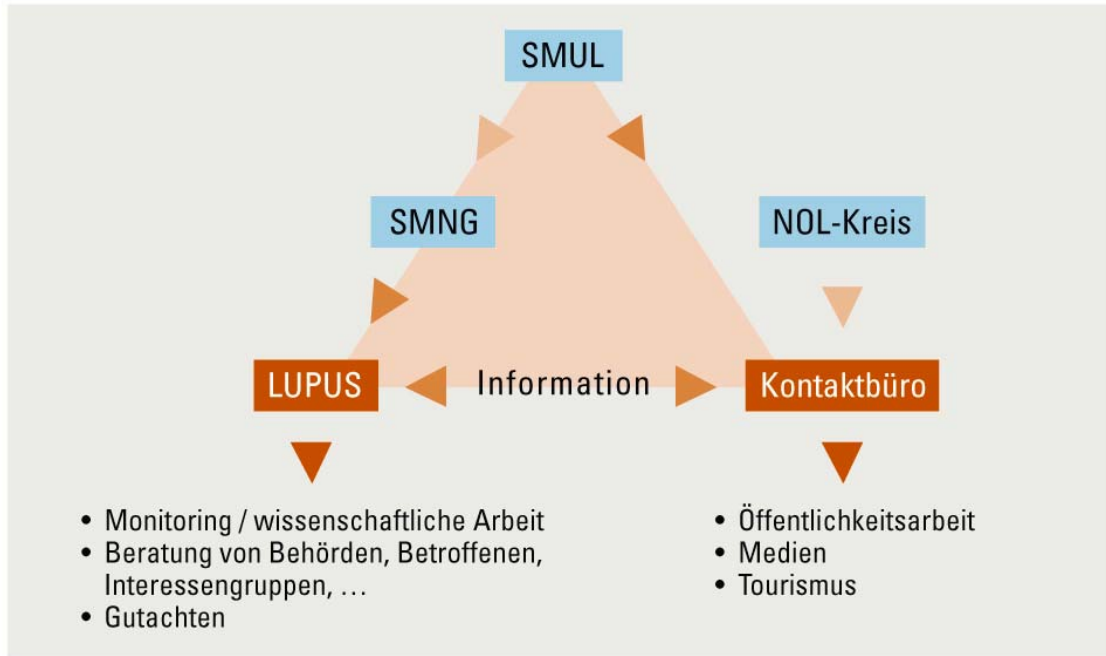 SMUL
SMNG
NOL-Kreis
LUPUS
Information
Kontaktbüro
• Monitoring / wissenschaftliche Arbeit
• Beratung von Behörden, Betroffenen,
Interessengruppen, …
• Gutachten
• Öffentlichkeitsarbeit
• Medien
• Tourismus